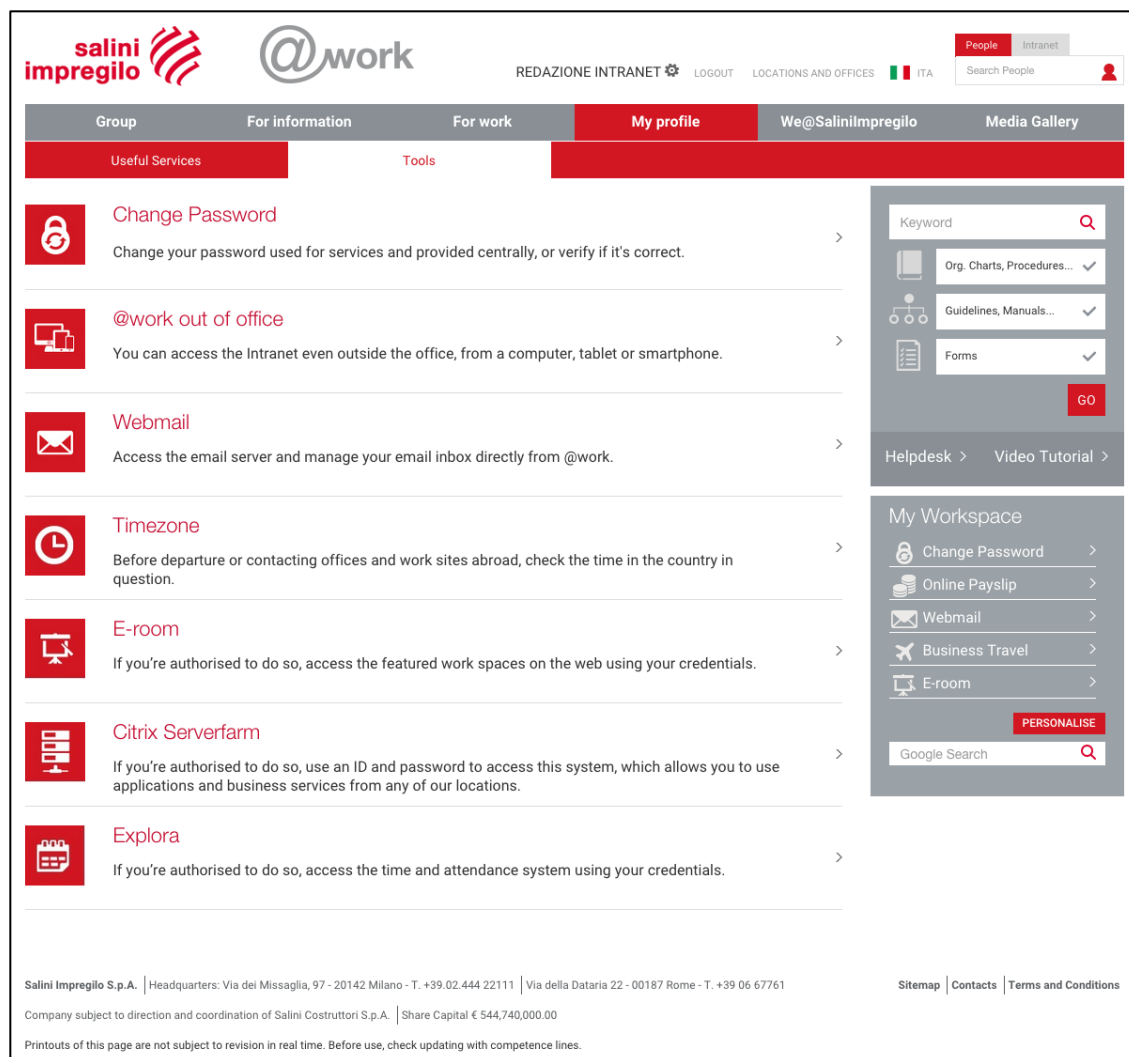 salini
impregilo
@work
REDAZIONE INTRANET LOGOUT LOCATIONS AND OFFICES ITA
People Intranet
Search People
Group For information For work My profile We@SaliniImpregilo Media Gallery
Useful Services Tools
Change Password
Change your password used for services and provided centrally, or verify if it's correct.
@work out of office
You can access the Intranet even outside the office, from a computer, tablet or smartphone.
Webmail
Access the email server and manage your email inbox directly from @work.
Timezone
Before departure or contacting offices and work sites abroad, check the time in the country in
question.
E-room
If you’re authorised to do so, access the featured work spaces on the web using your credentials.
Citrix Serverfarm
If you’re authorised to do so, use an ID and password to access this system, which allows you to use
applications and business services from any of our locations.
Explora
If you’re authorised to do so, access the time and attendance system using your credentials.
Keyword
Org. Charts, Procedures...
Guidelines, Manuals...
Forms
GO
Helpdesk > Video Tutorial >
My Workspace
Change Password
Online Payslip
Webmail
Business Travel
E-room
PERSONALISE
Google Search
Salini Impregilo S.p.A. | Headquarters: Via dei Missaglia, 97 - 20142 Milano - T. +39.02.444 22111 | Via della Dataria 22 - 00187 Rome - T. +39 06 67761
Sitemap | Contacts | Terms and Conditions
Company subject to direction and coordination of Salini Costruttori S.p.A. | Share Capital € 544,740,000.00
Printouts of this page are not subject to revision in real time. Before use, check updating with competence lines.